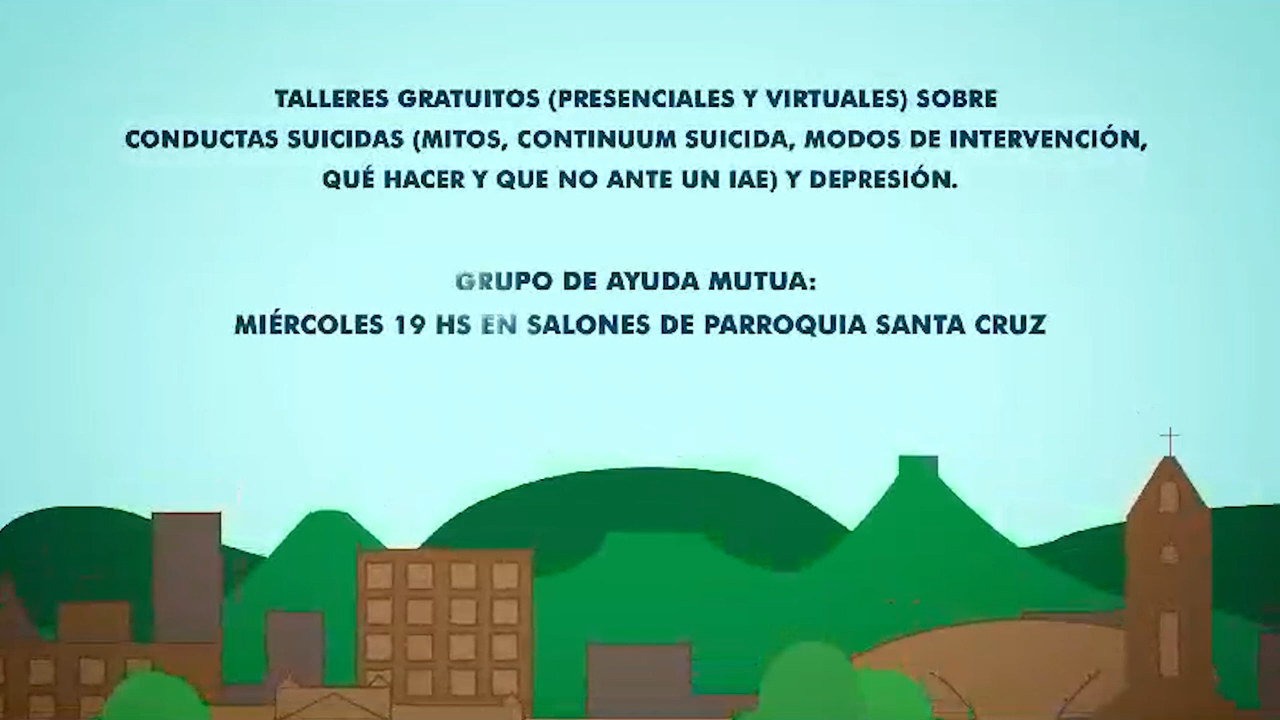 TALLERES GRATUITOS (PRESENCIALES Y VIRTUALES) SOBRE
CONDUCTAS SUICIDAS (MITOS, CONTINUUM SUICIDA, MODOS DE INTERVENCIÓN,
QUÉ HACER Y QUE NO ANTE UN IAE) Y DEPRESIÓN.
GRUPO DE AYUDA MUTUA:
MIÉRCOLES 19 HS EN SALONES DE PARROQUIA SANTA CRUZ